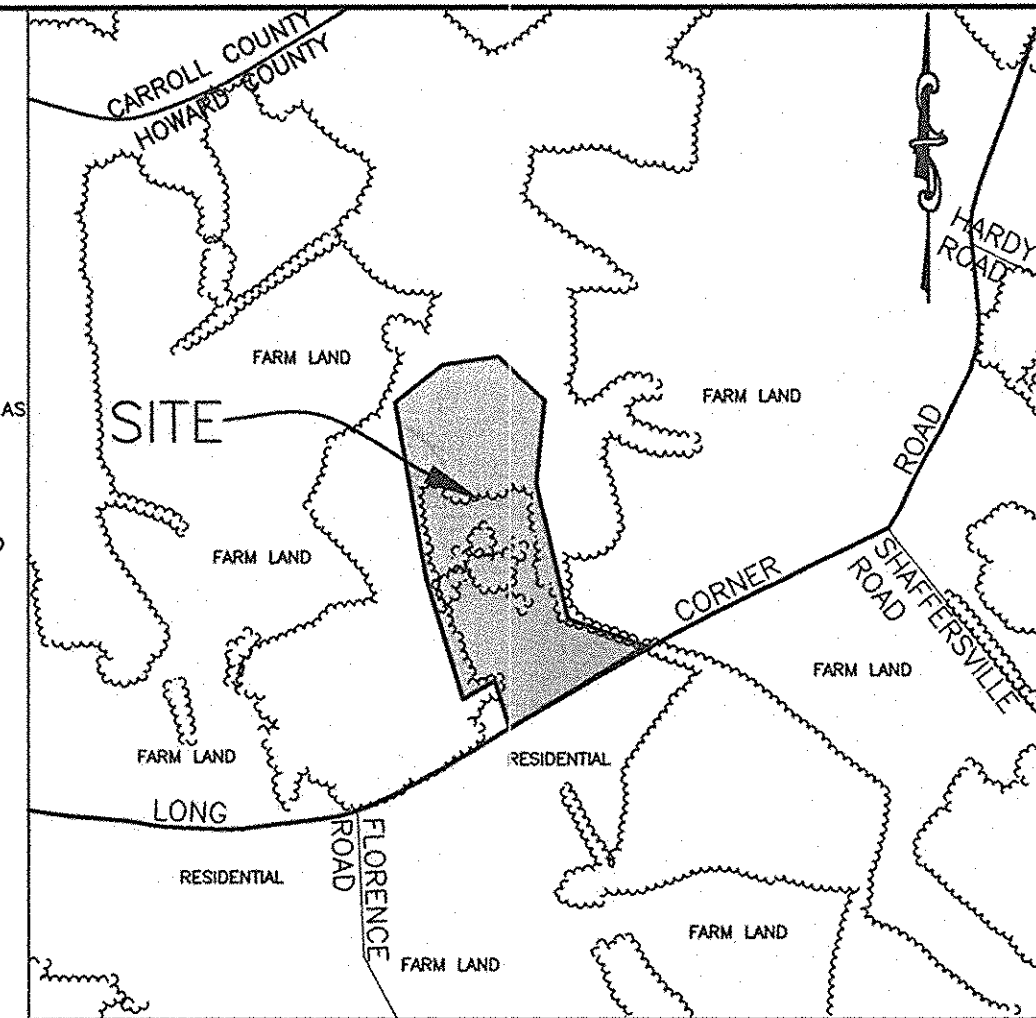 CARROLL COUNTY
HOWARD COUNTY
HARDY
ROAD
FARM LAND
FARM LAND
AS
SITE
ROAD
FARM LAND
CORNER
SHAFFERSVILLE
ROAD
FARM LAND
FARM LAND
RESIDENTIAL
LONG
FLORENCE
ROAD
RESIDENTIAL
FARM LAND
FARM LAND